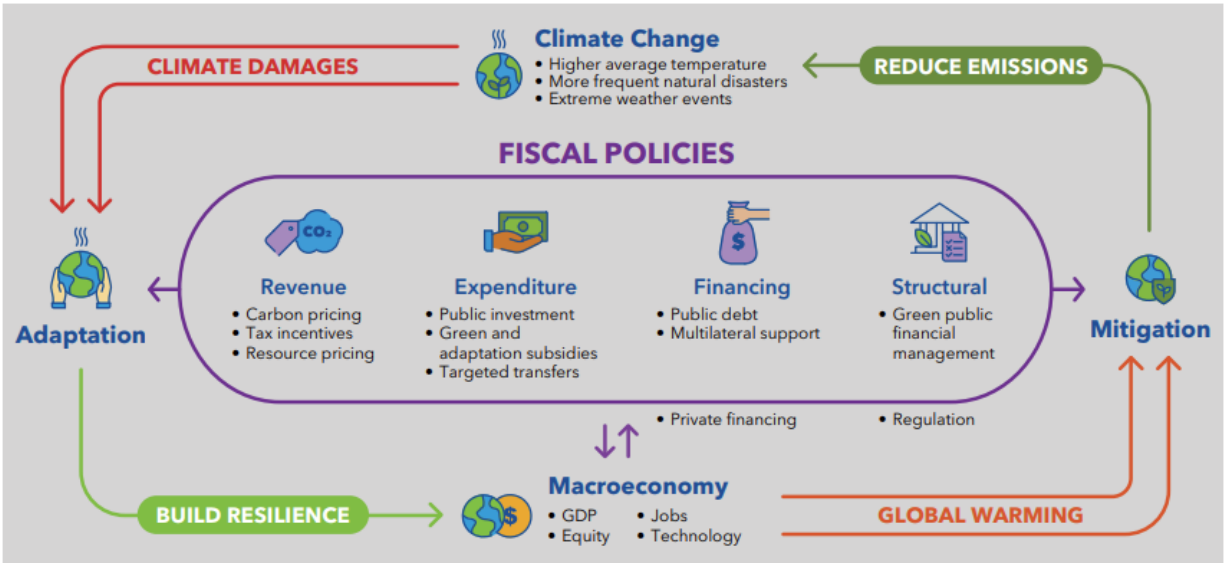 Climate Change
• Higher average temperature
• More frequent natural disasters
• Extreme weather events
CLIMATE DAMAGES
REDUCE EMISSIONS
FISCAL POLICIES
CO₂
Revenue
• Carbon pricing
• Tax incentives
• Resource pricing
$
Expenditure
• Public investment
• Green and
adaptation subsidies
• Targeted transfers
Financing
• Public debt
• Multilateral support
Structural
• Green public
financial
management
Adaptation
Mitigation
• Private financing
• Regulation
Macroeconomy
• GDP
• Jobs
• Equity
• Technology
$
BUILD RESILIENCE
GLOBAL WARMING